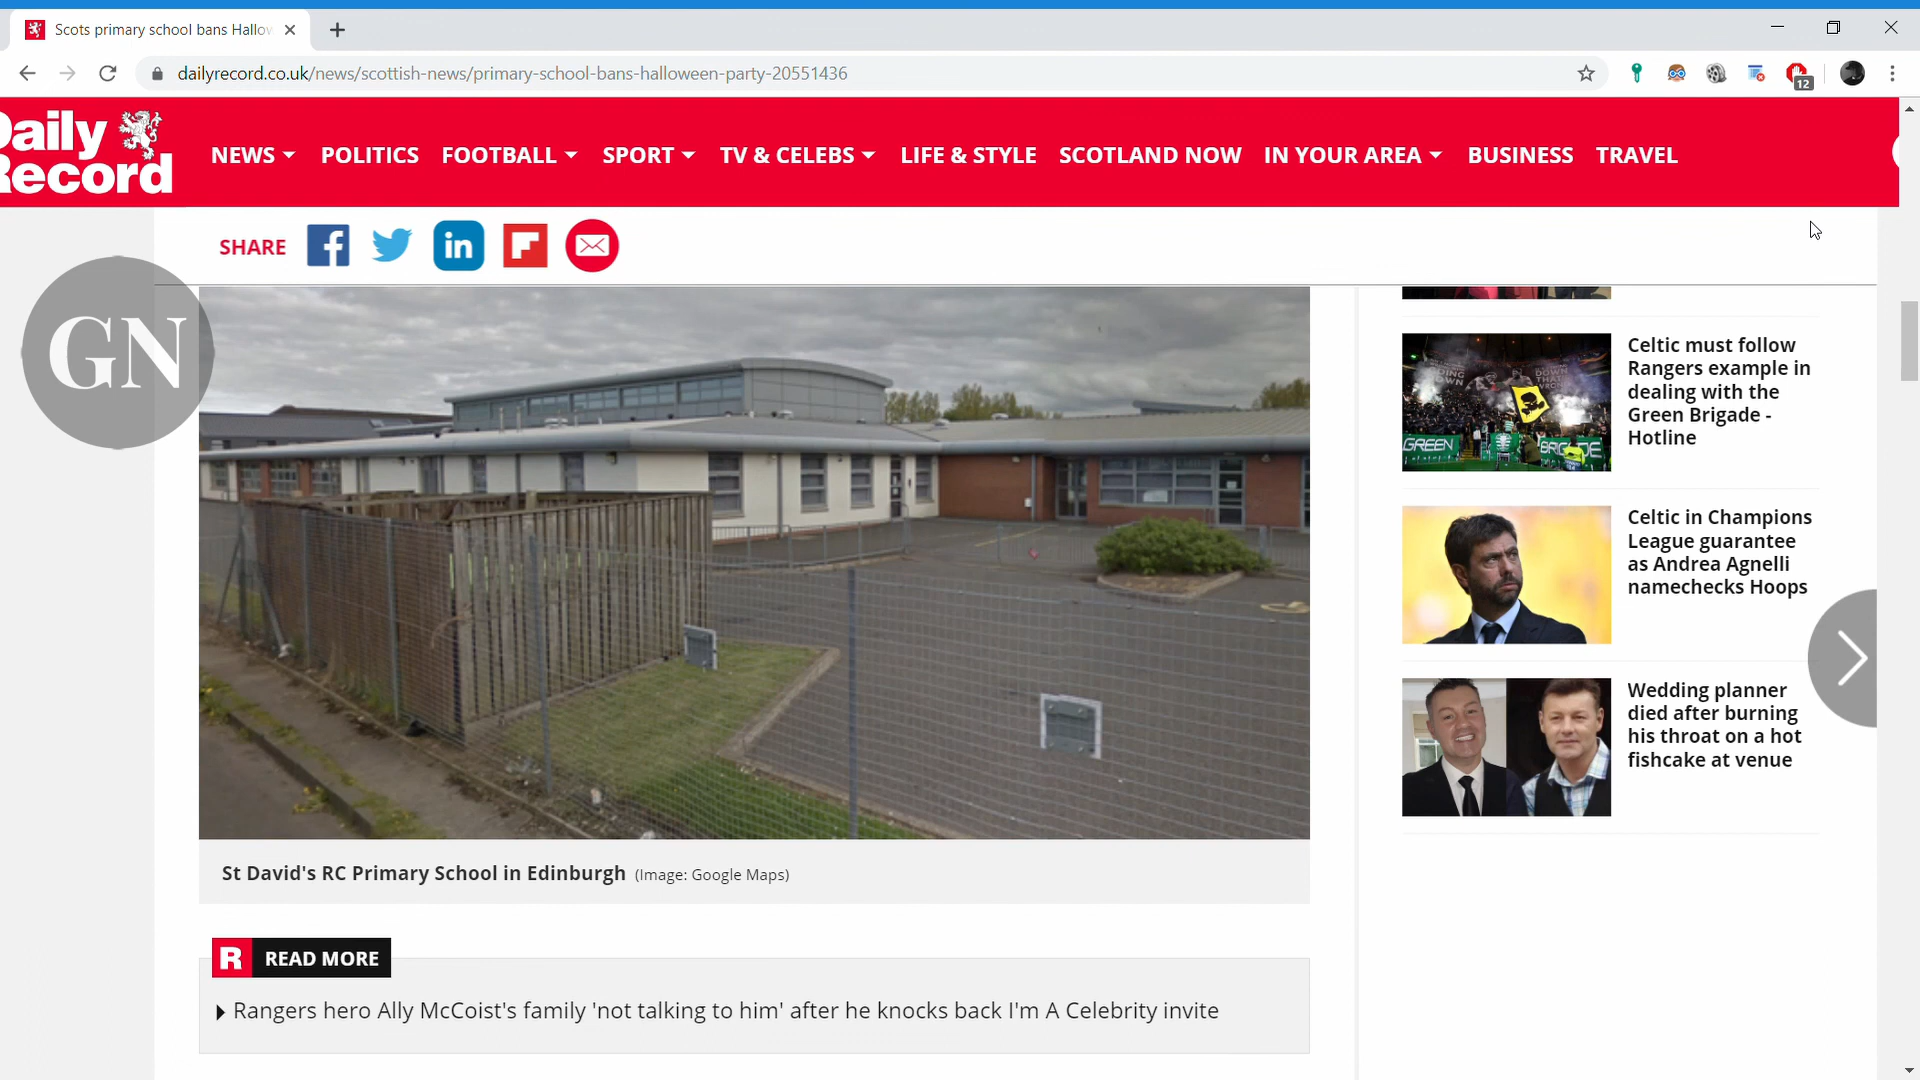 Scots primary school bans Hallo
dailyrecord.co.uk/news/scottish-news/primary-school-bans-halloween-party-20551436
12
Daily
Record
NEWS
POLITICS
FOOTBALL
SPORT
TV & CELEBS
LIFE & STYLE
SCOTLAND NOW
IN YOUR AREA
BUSINESS
TRAVEL
SHARE
f
in
GN
GREEN
BRIGADE
Celtic must follow
Rangers example in
dealing with the
Green Brigade -
Hotline
Celtic in Champions
League guarantee
as Andrea Agnelli
namechecks Hoops
Wedding planner
died after burning
his throat on a hot
fishcake at venue
St David's RC Primary School in Edinburgh (Image: Google Maps)
R READ MORE
Rangers hero Ally McCoist's family 'not talking to him' after he knocks back I'm A Celebrity invite